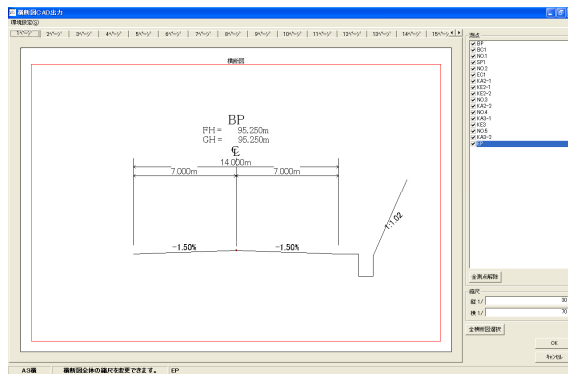 横断図CAD出力
環境設定(S)
1ページ 2ページ 3ページ 4ページ 5ページ 6ページ 7ページ 8ページ 9ページ 10ページ 11ページ 12ページ 13ページ 14ページ 15ページ
測点
BP
BC1
NO.1
SP1
NO.2
EC1
KA2-1
KE2-1
KE2-2
NO.3
KA2-2
NO.4
KA3-1
KE3
NO.5
KA3-2
EP
横断図
BP
FH = 95.250m
GH = 95.250m
℄
14.000m
7.000m 7.000m
-1.50% -1.50%
1:1.02
全測点解除
縮尺
縦 1/ 30
横 1/ 70
全横断図選択
OK
キャンセル
AS横 横断図全体の縮尺を変更できます。 EP